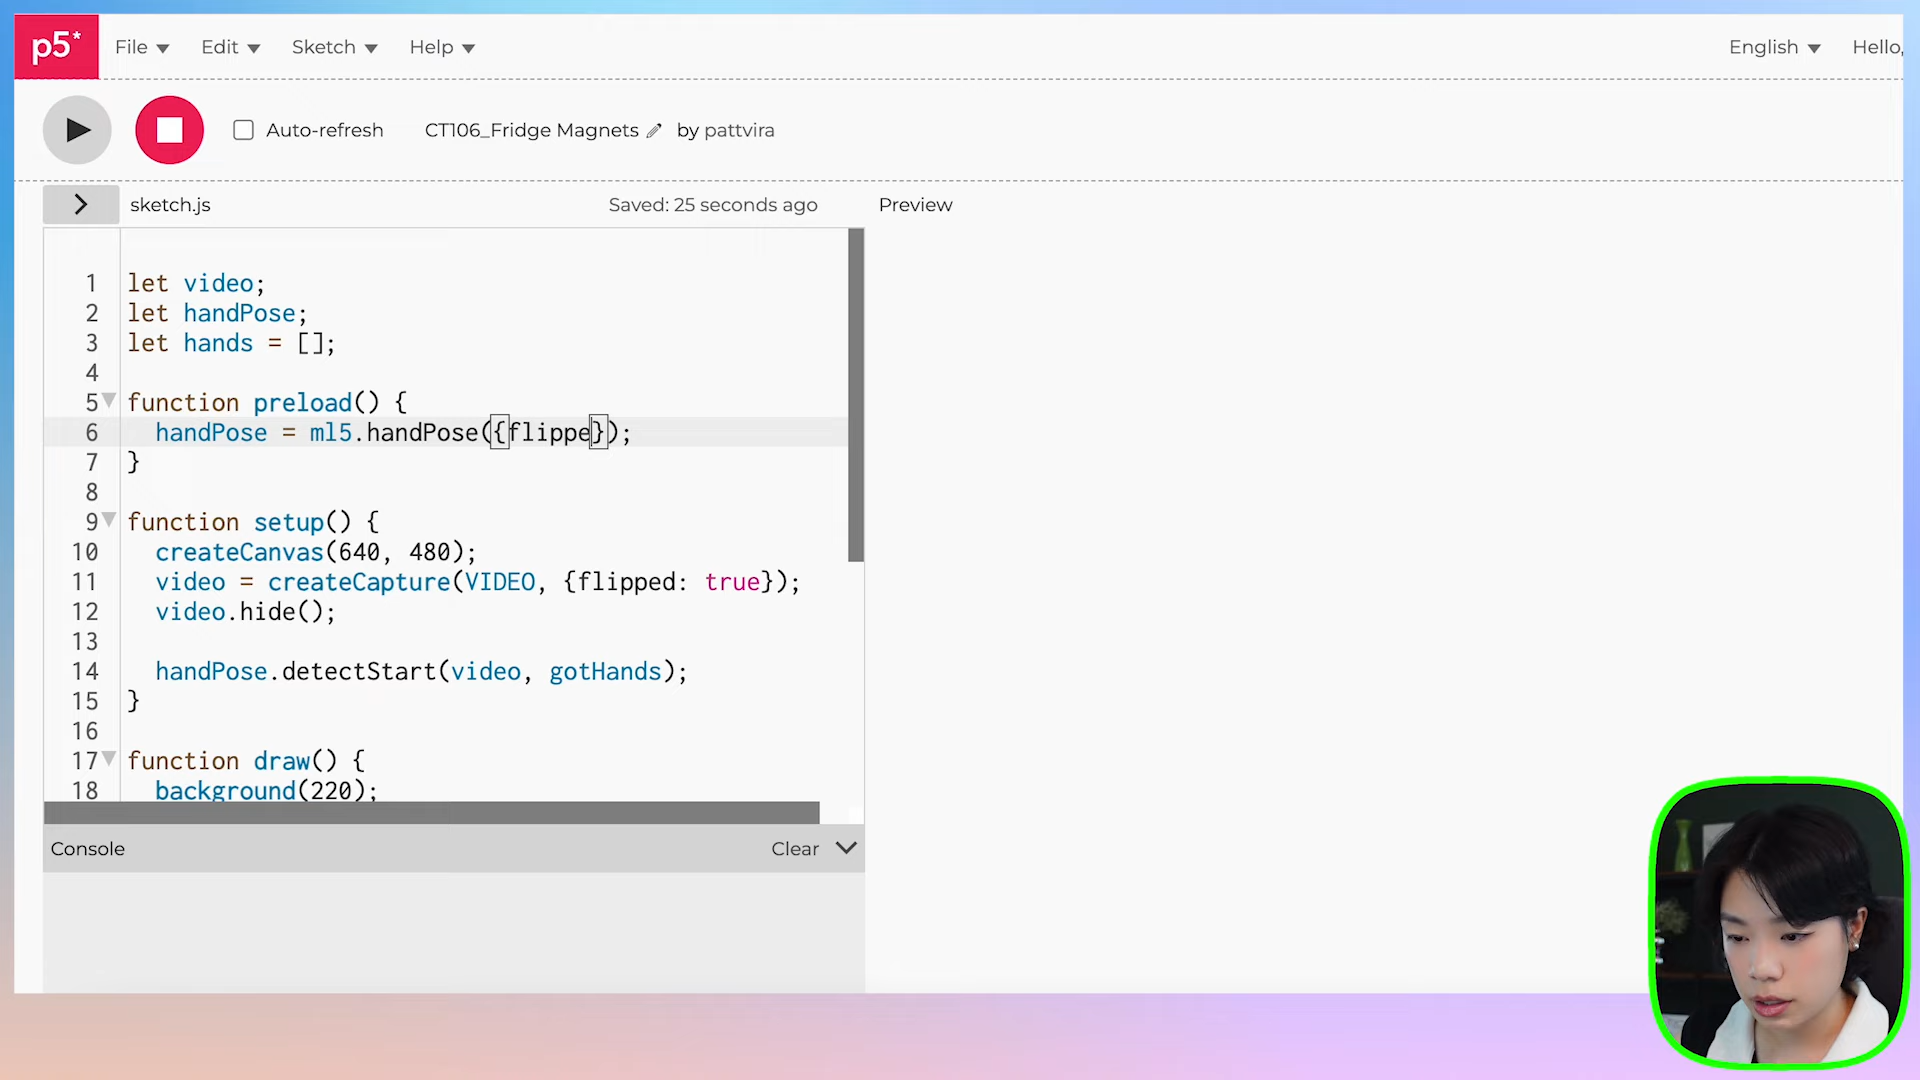 p5* File Edit Sketch Help English Hello,
Auto-refresh CT106_Fridge Magnets by pattvira
sketch.js Saved: 25 seconds ago Preview
1 let video;
2 let handPose;
3 let hands = [];
4
5 function preload() {
6 handPose = ml5.handPose({flippe});
7 }
8
9 function setup() {
10 createCanvas(640, 480);
11 video = createCapture(VIDEO, {flipped: true});
12 video.hide();
13
14 handPose.detectStart(video, gotHands);
15 }
16
17 function draw() {
18 background(220);
Console Clear